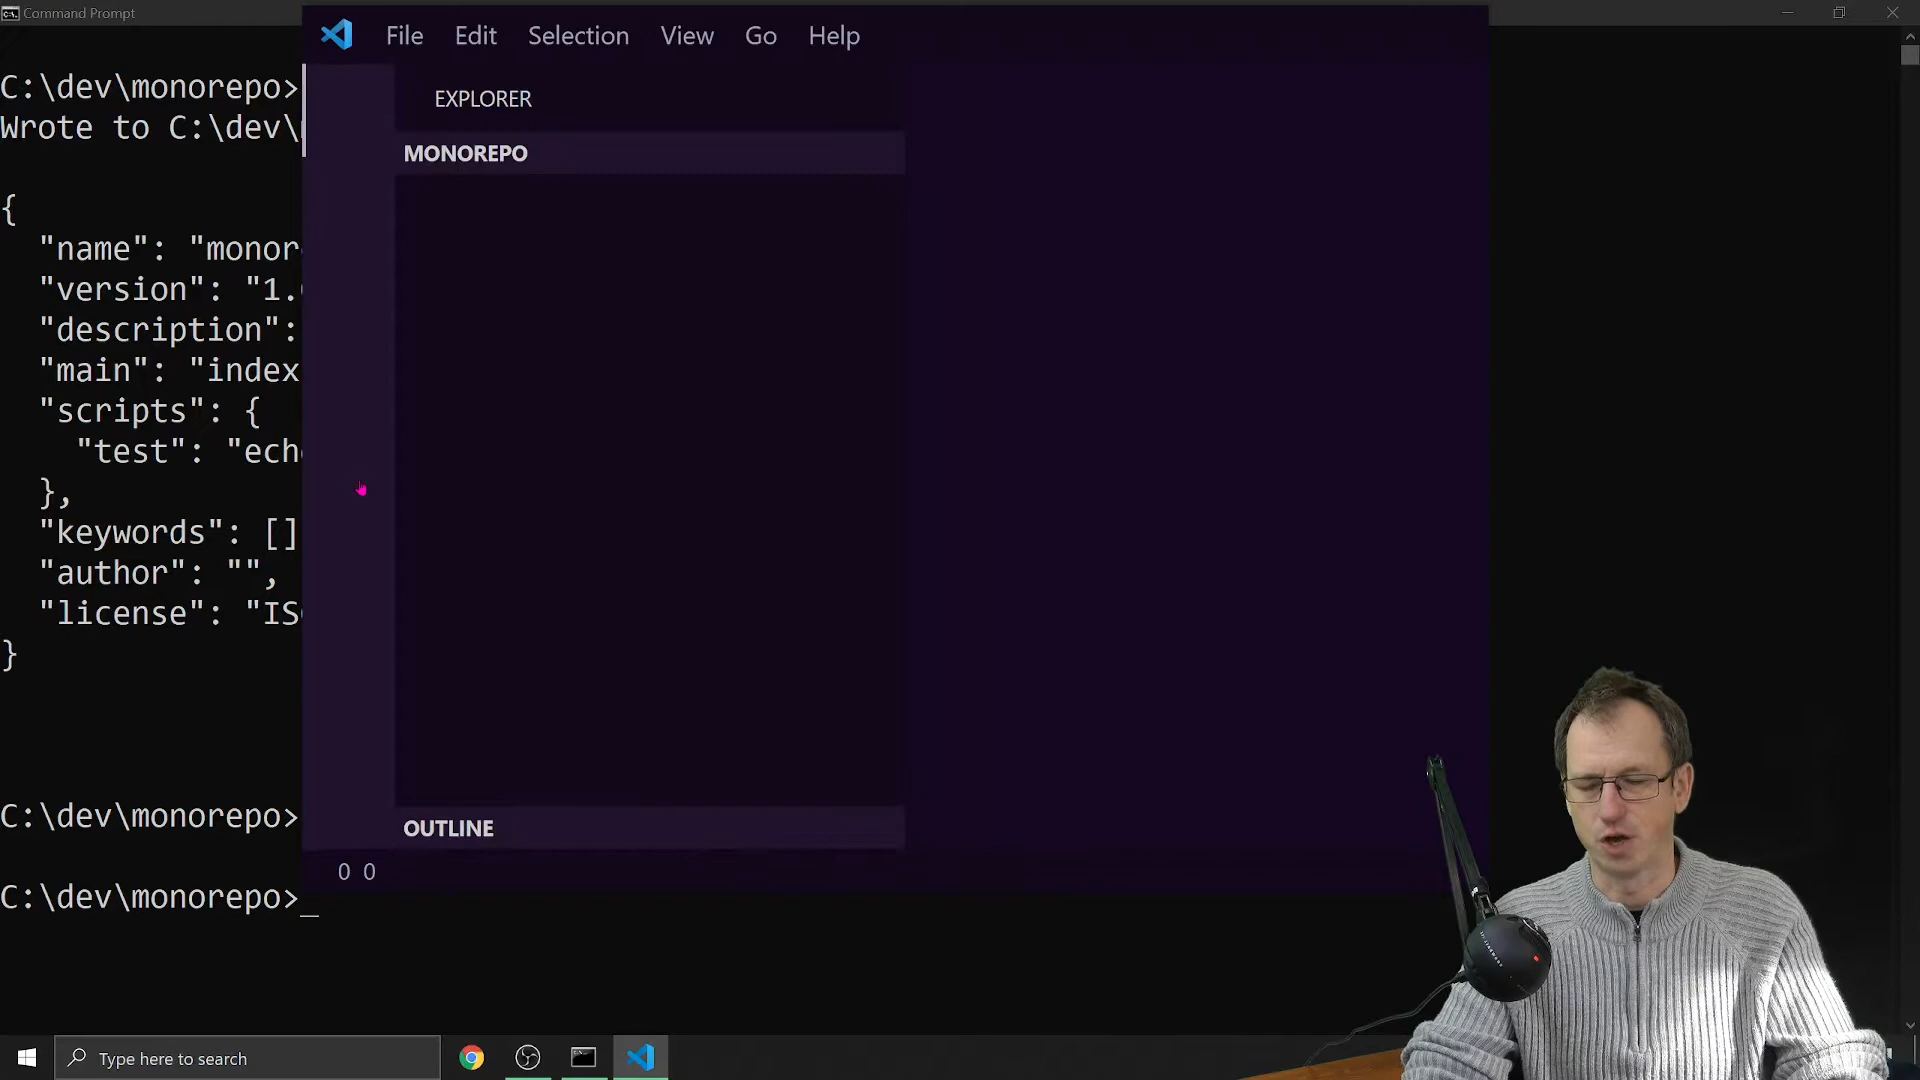 Command Prompt
File Edit Selection View Go Help
C:\dev\monorepo>
Wrote to C:\dev\
EXPLORER
MONOREPO
{
"name": "monor
"version": "1.
"description":
"main": "index
"scripts": {
"test": "ech
},
"keywords": []
"author": "",
"license": "IS
}
C:\dev\monorepo>
OUTLINE
0 0
C:\dev\monorepo>_
Type here to search